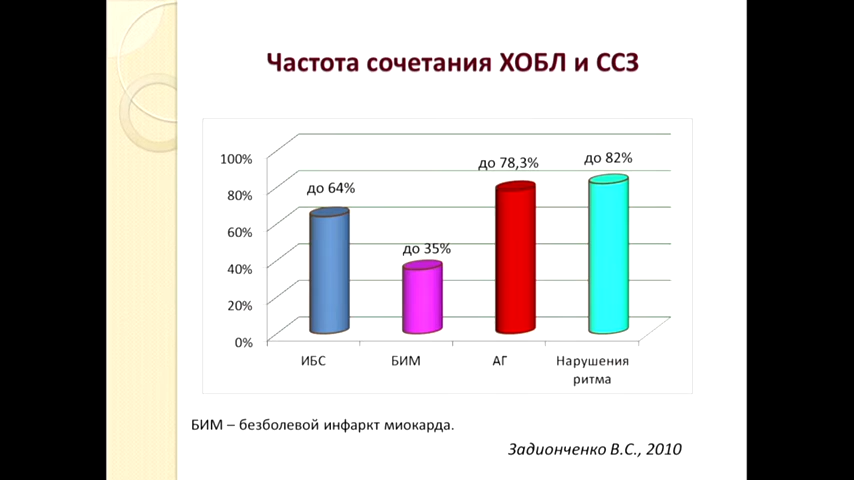 Частота сочетания ХОБЛ и ССЗ
100%
80%
60%
40%
20%
0%
до 64%
до 35%
до 78,3%
до 82%
ИБС
БИМ
АГ
Нарушения
ритма
БИМ – безболевой инфаркт миокарда.
Задионченко В.С., 2010